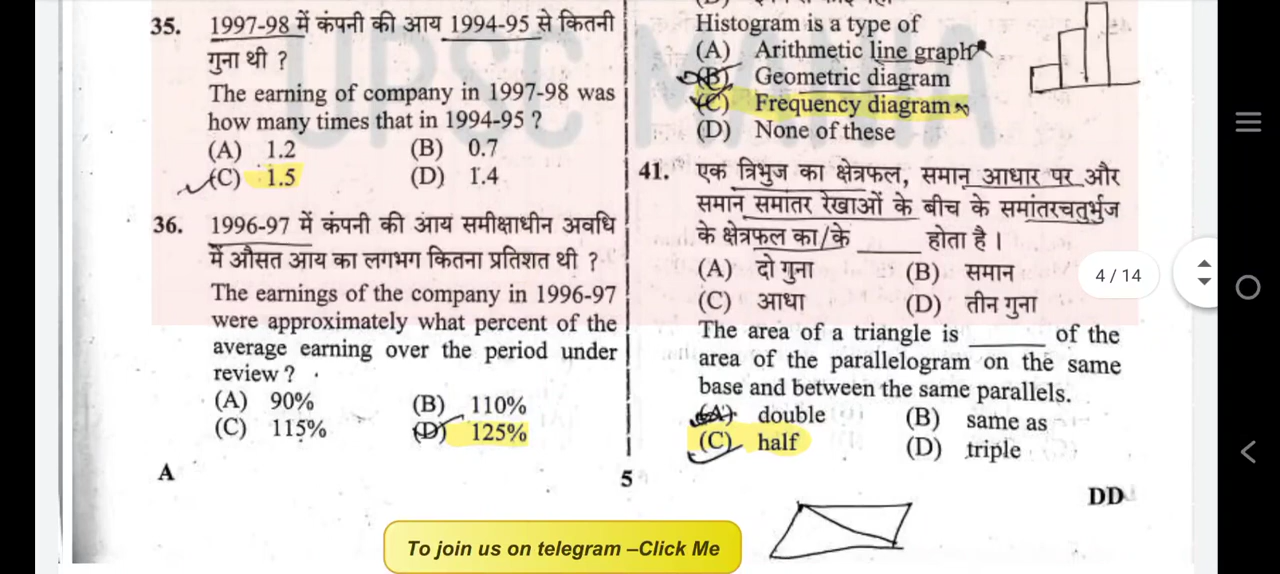 35. 1997-98 में कंपनी की आय 1994-95 से कितनी
गुना थी ?
The earning of company in 1997-98 was
how many times that in 1994-95 ?
(A) 1.2 (B) 0.7
(C) 1.5 (D) 1.4
36. 1996-97 में कंपनी की आय समीक्षाधीन अवधि
में औसत आय का लगभग कितना प्रतिशत थी ?
The earnings of the company in 1996-97
were approximately what percent of the
average earning over the period under
review ?
(A) 90% (B) 110%
(C) 115% (D) 125%
A
5
Histogram is a type of
(A) Arithmetic line graph
(B) Geometric diagram
(C) Frequency diagram
(D) None of these
41. एक त्रिभुज का क्षेत्रफल, समान आधार पर और
समान समांतर रेखाओं के बीच के समांतरचतुर्भुज
के क्षेत्रफल का/के ______ होता है ।
(A) दो गुना (B) समान
(C) आधा (D) तीन गुना
The area of a triangle is ______ of the
area of the parallelogram on the same
base and between the same parallels.
(A) double (B) same as
(C) half (D) triple
DD
4 / 14
UPSC MANIA
To join us on telegram –Click Me